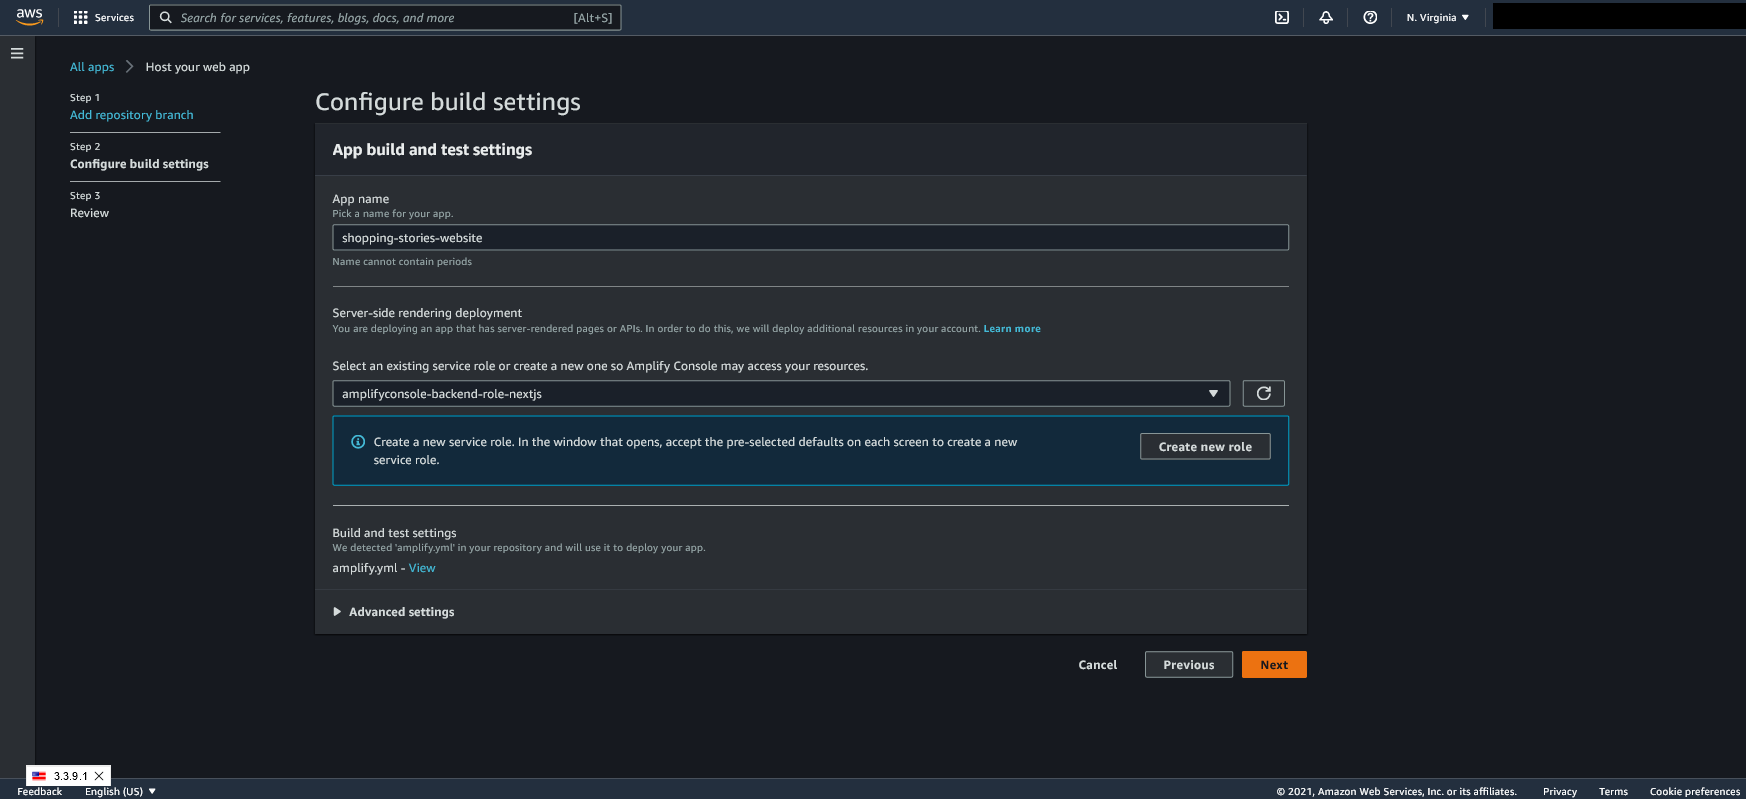 aws
Services
Search for services, features, blogs, docs, and more
[Alt+S]
N. Virginia
All apps
Host your web app
Step 1
Add repository branch
Step 2
Configure build settings
Step 3
Review
Configure build settings
App build and test settings
App name
Pick a name for your app.
shopping-stories-website
Name cannot contain periods
Server-side rendering deployment
You are deploying an app that has server-rendered pages or APIs. In order to do this, we will deploy additional resources in your account. Learn more
Select an existing service role or create a new one so Amplify Console may access your resources.
amplifyconsole-backend-role-nextjs
Create a new service role. In the window that opens, accept the pre-selected defaults on each screen to create a new
service role.
Create new role
Build and test settings
We detected 'amplify.yml' in your repository and will use it to deploy your app.
amplify.yml - View
Advanced settings
Cancel
Previous
Next
3.3.9.1
Feedback
English (US)
© 2021, Amazon Web Services, Inc. or its affiliates.
Privacy
Terms
Cookie preferences